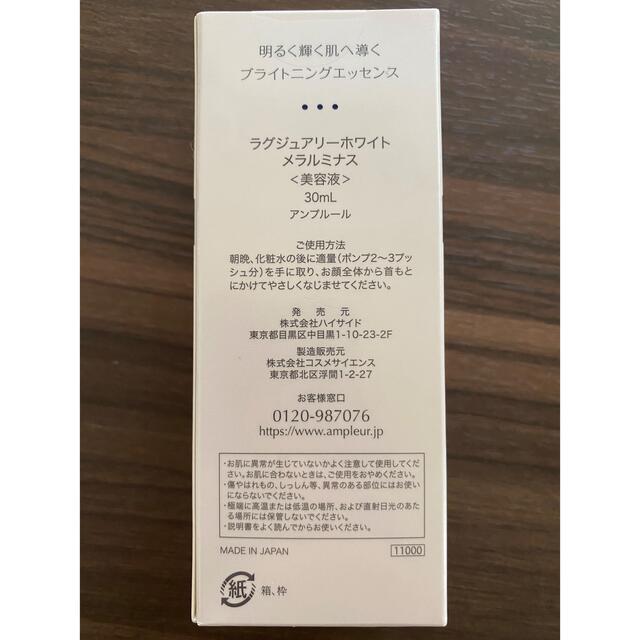 明るく輝く肌へ導く
ブライトニングエッセンス
ラグジュアリーホワイト
メラルミナス
<美容液>
30mL
アンプルール
ご使用方法
朝晩、化粧水の後に適量(ポンプ2〜3プッ
シュ分)を手に取り、お顔全体から首もと
にかけてやさしくなじませてください。
発売元
株式会社ハイサイド
東京都目黒区中目黒1-10-23-2F
製造販売元
株式会社コスメサイエンス
東京都北区浮間1-2-27
お客様窓口
0120-987076
https://www.ampleur.jp
・お肌に異常が生じていないかよく注意して使用してくだ
さい。お肌に合わないときは、ご使用をおやめください。
・傷やはれもの、しっしん等、異常のある部位にはお使い
にならないでください。
・極端に高温または低温の場所、および直射日光のあた
る場所には保管しないでください。
・説明書をよく読んでからお使いください。
MADE IN JAPAN 11000
紙 箱、枠